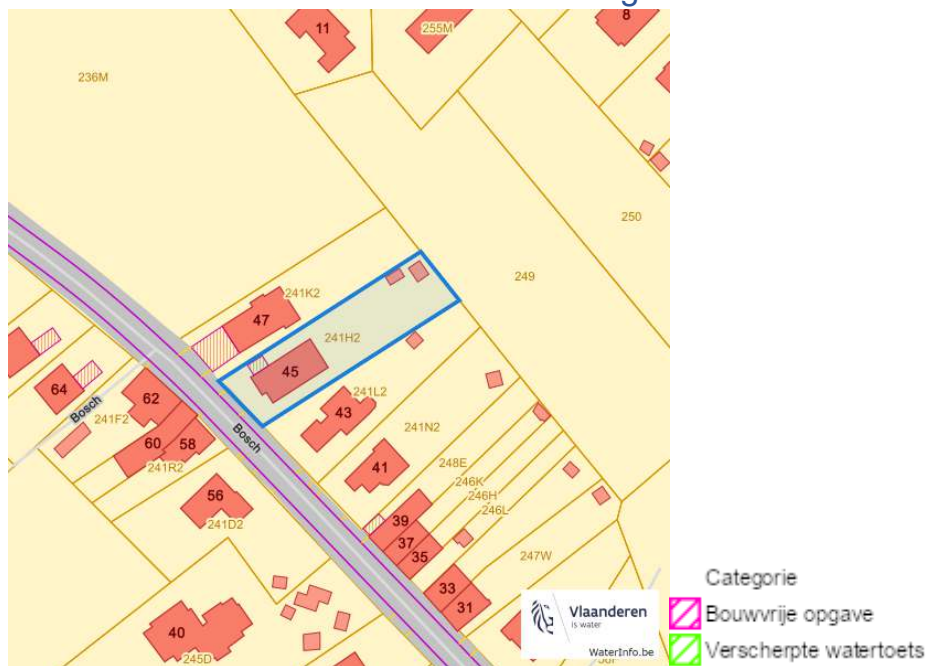 11
255M
8
236M
250
249
241K2
47
241H2
45
64
Bosch
62
241F2
241L2
43
Bosch
60
58
241N2
241R2
41
248E
56
246K
246H
39
246L
241D2
37
35
247W
33
31
40
245D
Vlaanderen
is water
WaterInfo.be
Categorie
Bouwvrije opgave
Verscherpte watertoets